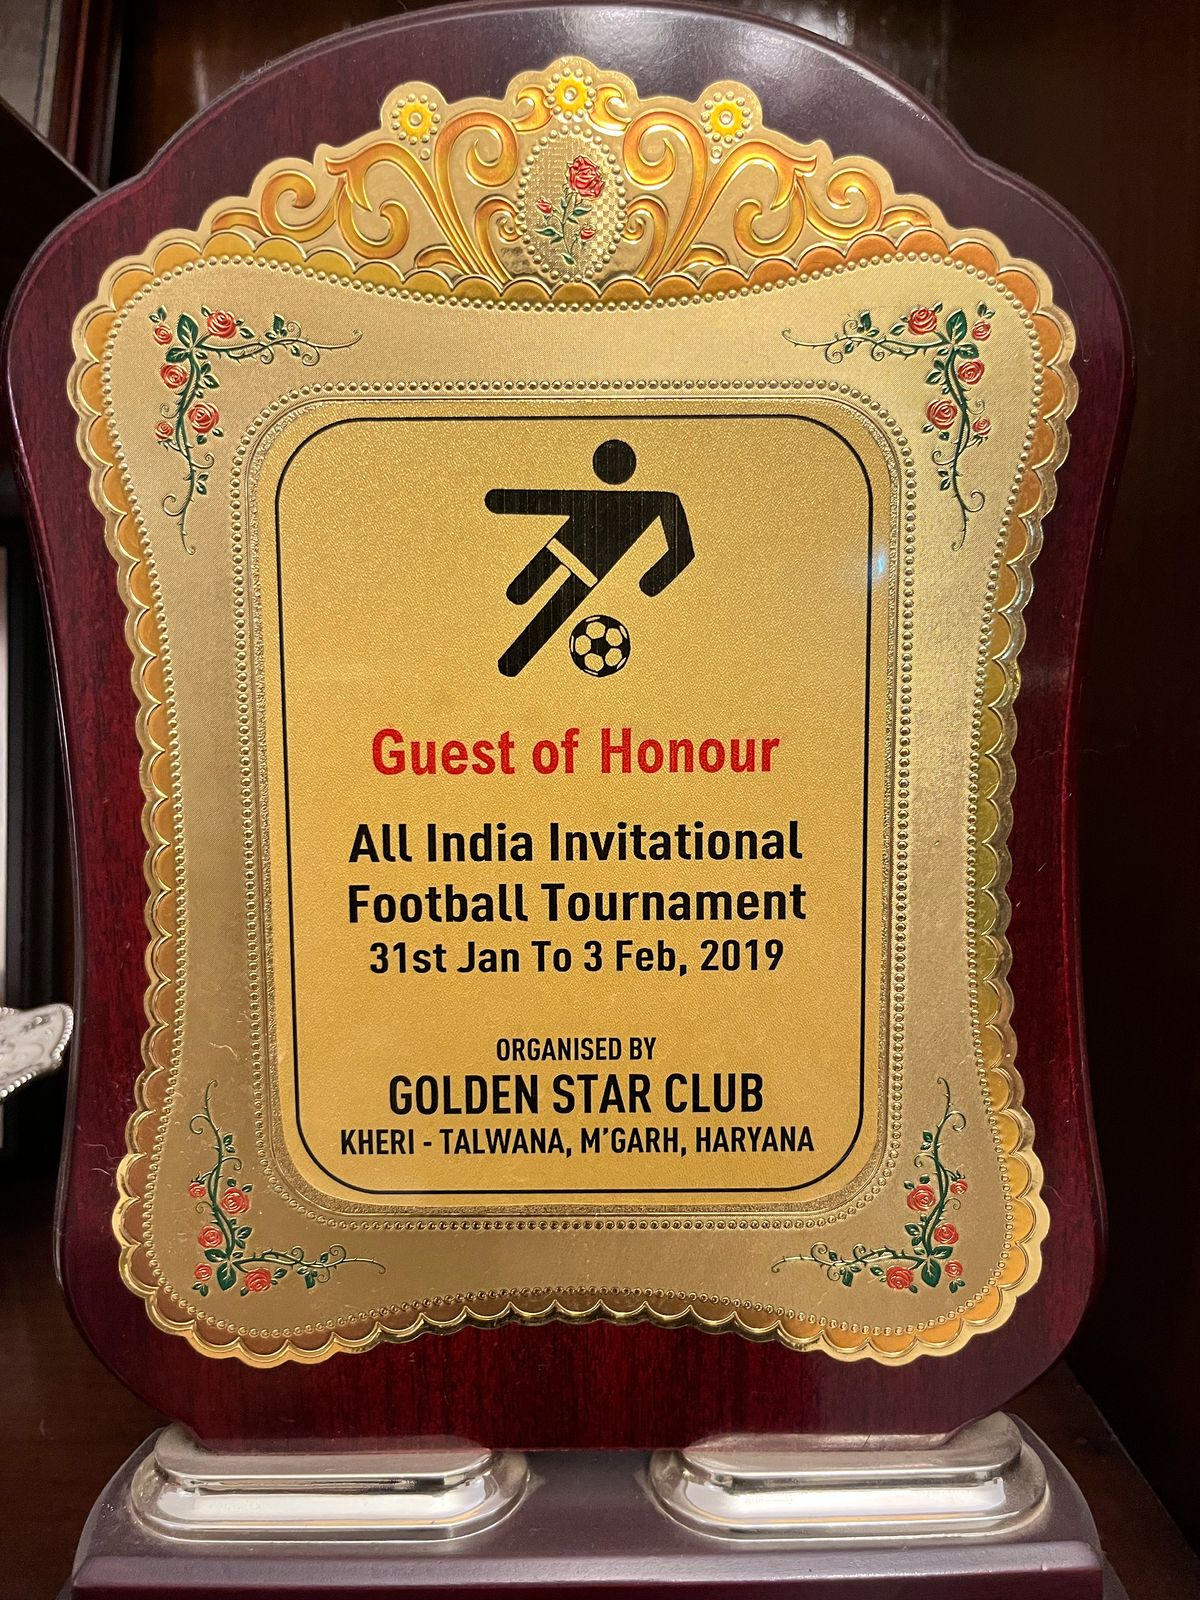 Guest of Honour
All India Invitational
Football Tournament
31st Jan To 3 Feb, 2019
ORGANISED BY
GOLDEN STAR CLUB
KHERI - TALWANA, M'GARH, HARYANA